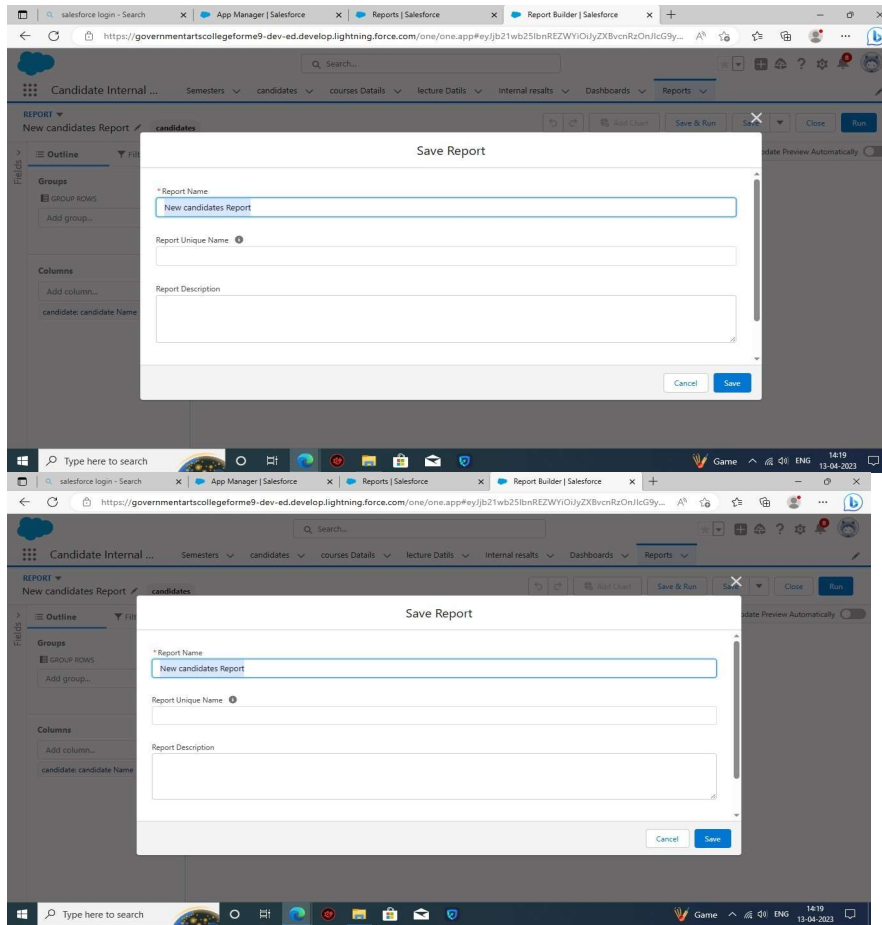 salesforce login - Search App Manager | Salesforce Reports | Salesforce Report Builder | Salesforce
https://governmentartscollegeforme9-dev-ed.develop.lightning.force.com/one/one.app#eyJjb21wb25lbnREZWYiOiJyZXBvcnRzOnJlcG9y...
Search...
Candidate Internal ... Semesters candidates courses Datails lecture Datils Internal resalts Dashboards Reports
REPORT
New candidates Report candidates Add Chart Save & Run Save Close Run
Fields Outline Filt Save Report pdate Preview Automatically
Groups
GROUP ROWS
Add group...
Columns
Add column...
candidate: candidate Name
* Report Name
New candidates Report
Report Unique Name
Report Description
Cancel Save
Type here to search Game ENG 14:19
13-04-2023
salesforce login - Search App Manager | Salesforce Reports | Salesforce Report Builder | Salesforce
https://governmentartscollegeforme9-dev-ed.develop.lightning.force.com/one/one.app#eyJjb21wb25lbnREZWYiOiJyZXBvcnRzOnJlcG9y...
Search...
Candidate Internal ... Semesters candidates courses Datails lecture Datils Internal resalts Dashboards Reports
REPORT
New candidates Report candidates Add Chart Save & Run Save Close Run
Fields Outline Filt Save Report pdate Preview Automatically
Groups
GROUP ROWS
Add group...
Columns
Add column...
candidate: candidate Name
* Report Name
New candidates Report
Report Unique Name
Report Description
Cancel Save
Type here to search Game ENG 14:19
13-04-2023